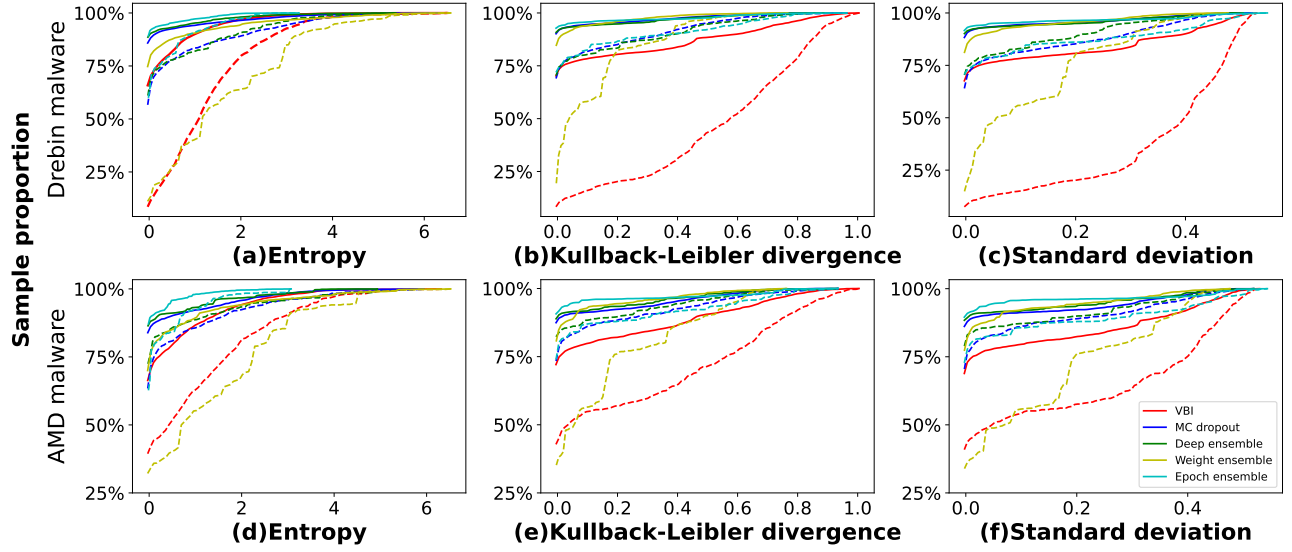 Sample proportion
Drebin malware
100%
75%
50%
25%
0 2 4 6
(a)Entropy
0.0 0.2 0.4 0.6 0.8 1.0
(b)Kullback-Leibler divergence
100%
75%
50%
25%
0.0 0.2 0.4
(c)Standard deviation
100%
75%
50%
25%
AMD malware
100%
75%
50%
25%
0 2 4 6
(d)Entropy
100%
75%
50%
25%
0.0 0.2 0.4 0.6 0.8 1.0
(e)Kullback-Leibler divergence
100%
75%
50%
25%
0.0 0.2 0.4
(f)Standard deviation
VBI
MC dropout
Deep ensemble
Weight ensemble
Epoch ensemble